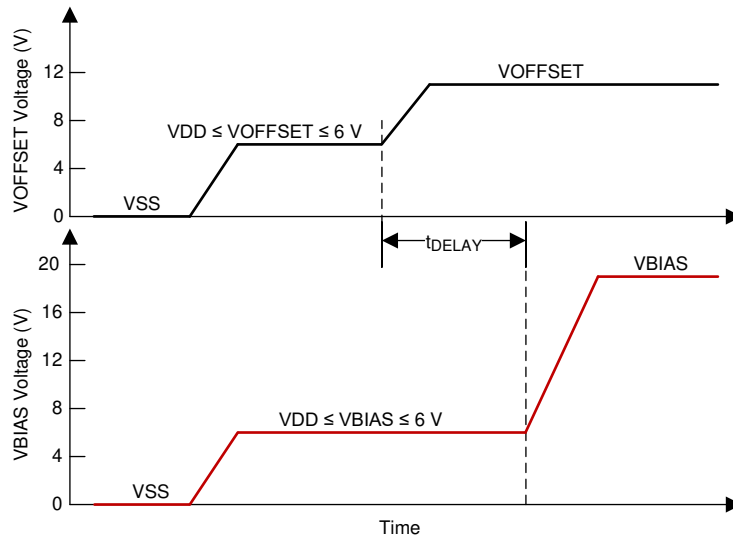 VOFFSET Voltage (V)
12
8
4
0
VSS
VDD ≤ VOFFSET ≤ 6 V
VOFFSET
tDELAY
VBIAS Voltage (V)
20
16
12
8
4
0
VSS
VDD ≤ VBIAS ≤ 6 V
VBIAS
Time